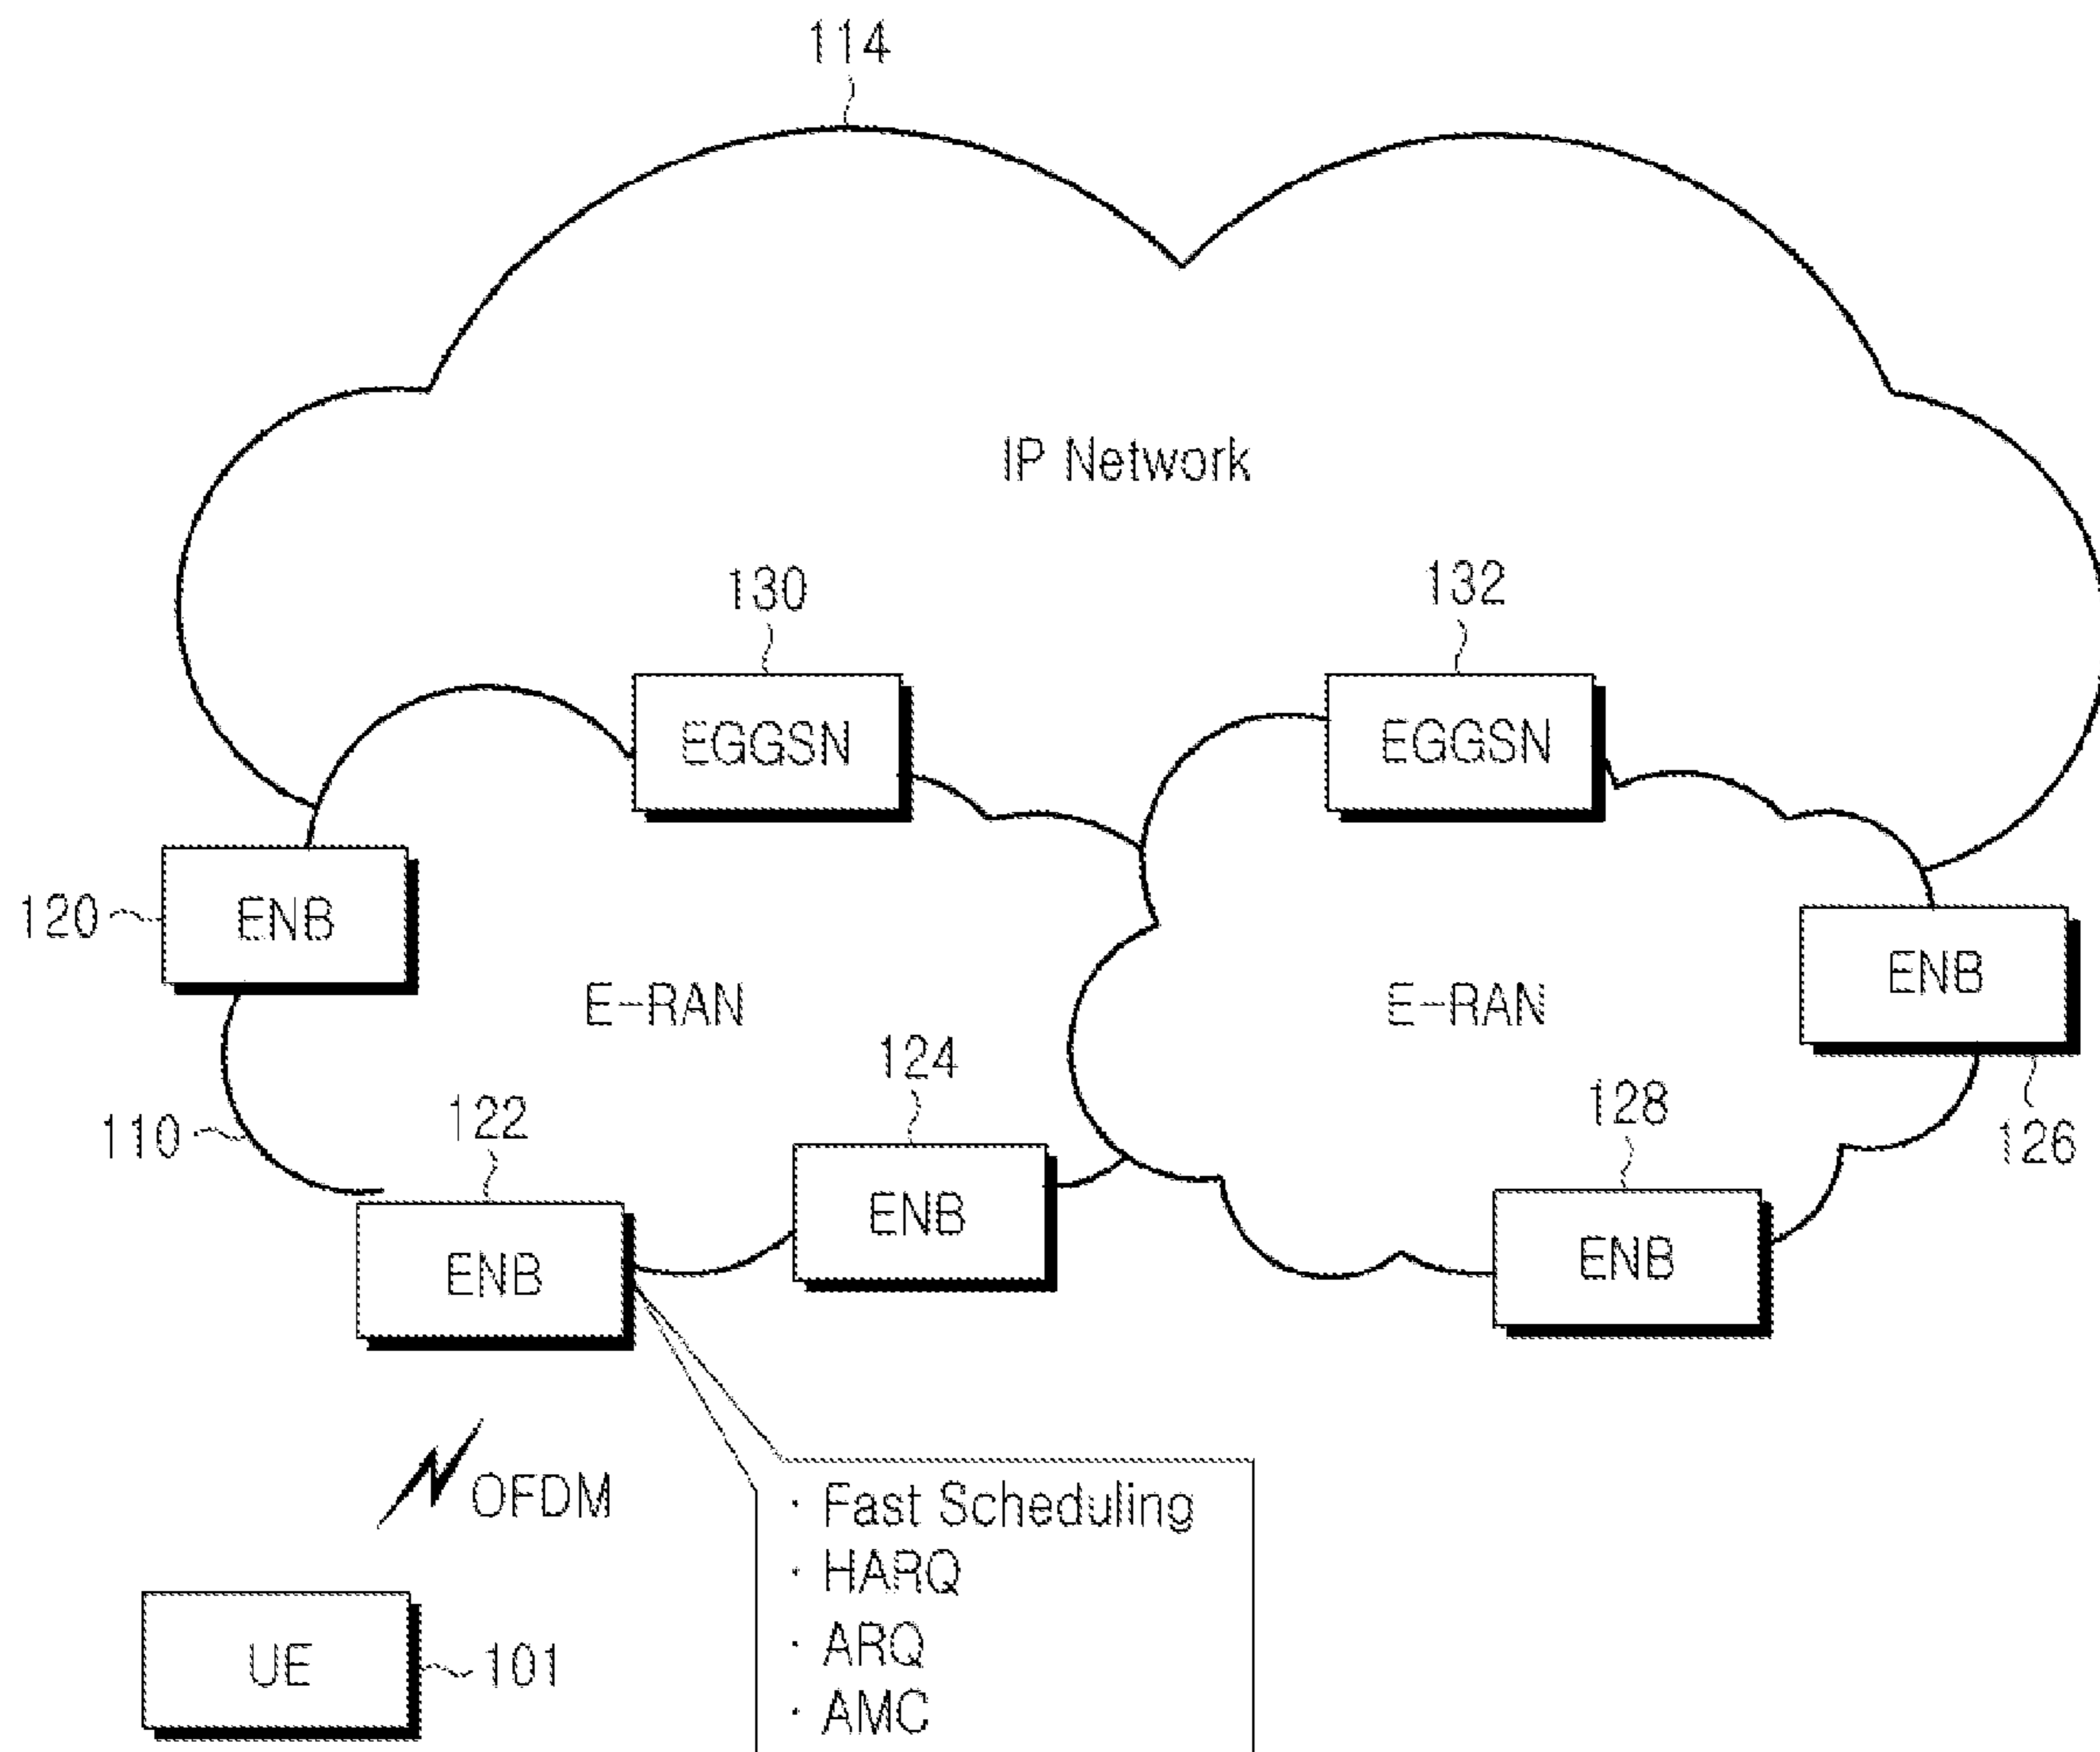 114
IP Network
130
132
EGGSN
EGGSN
120
ENB
ENB
E-RAN
E-RAN
124
110
122
128
126
ENB
ENB
ENB
OFDM
· Fast Scheduling
· HARQ
· ARQ
· AMC
UE
101